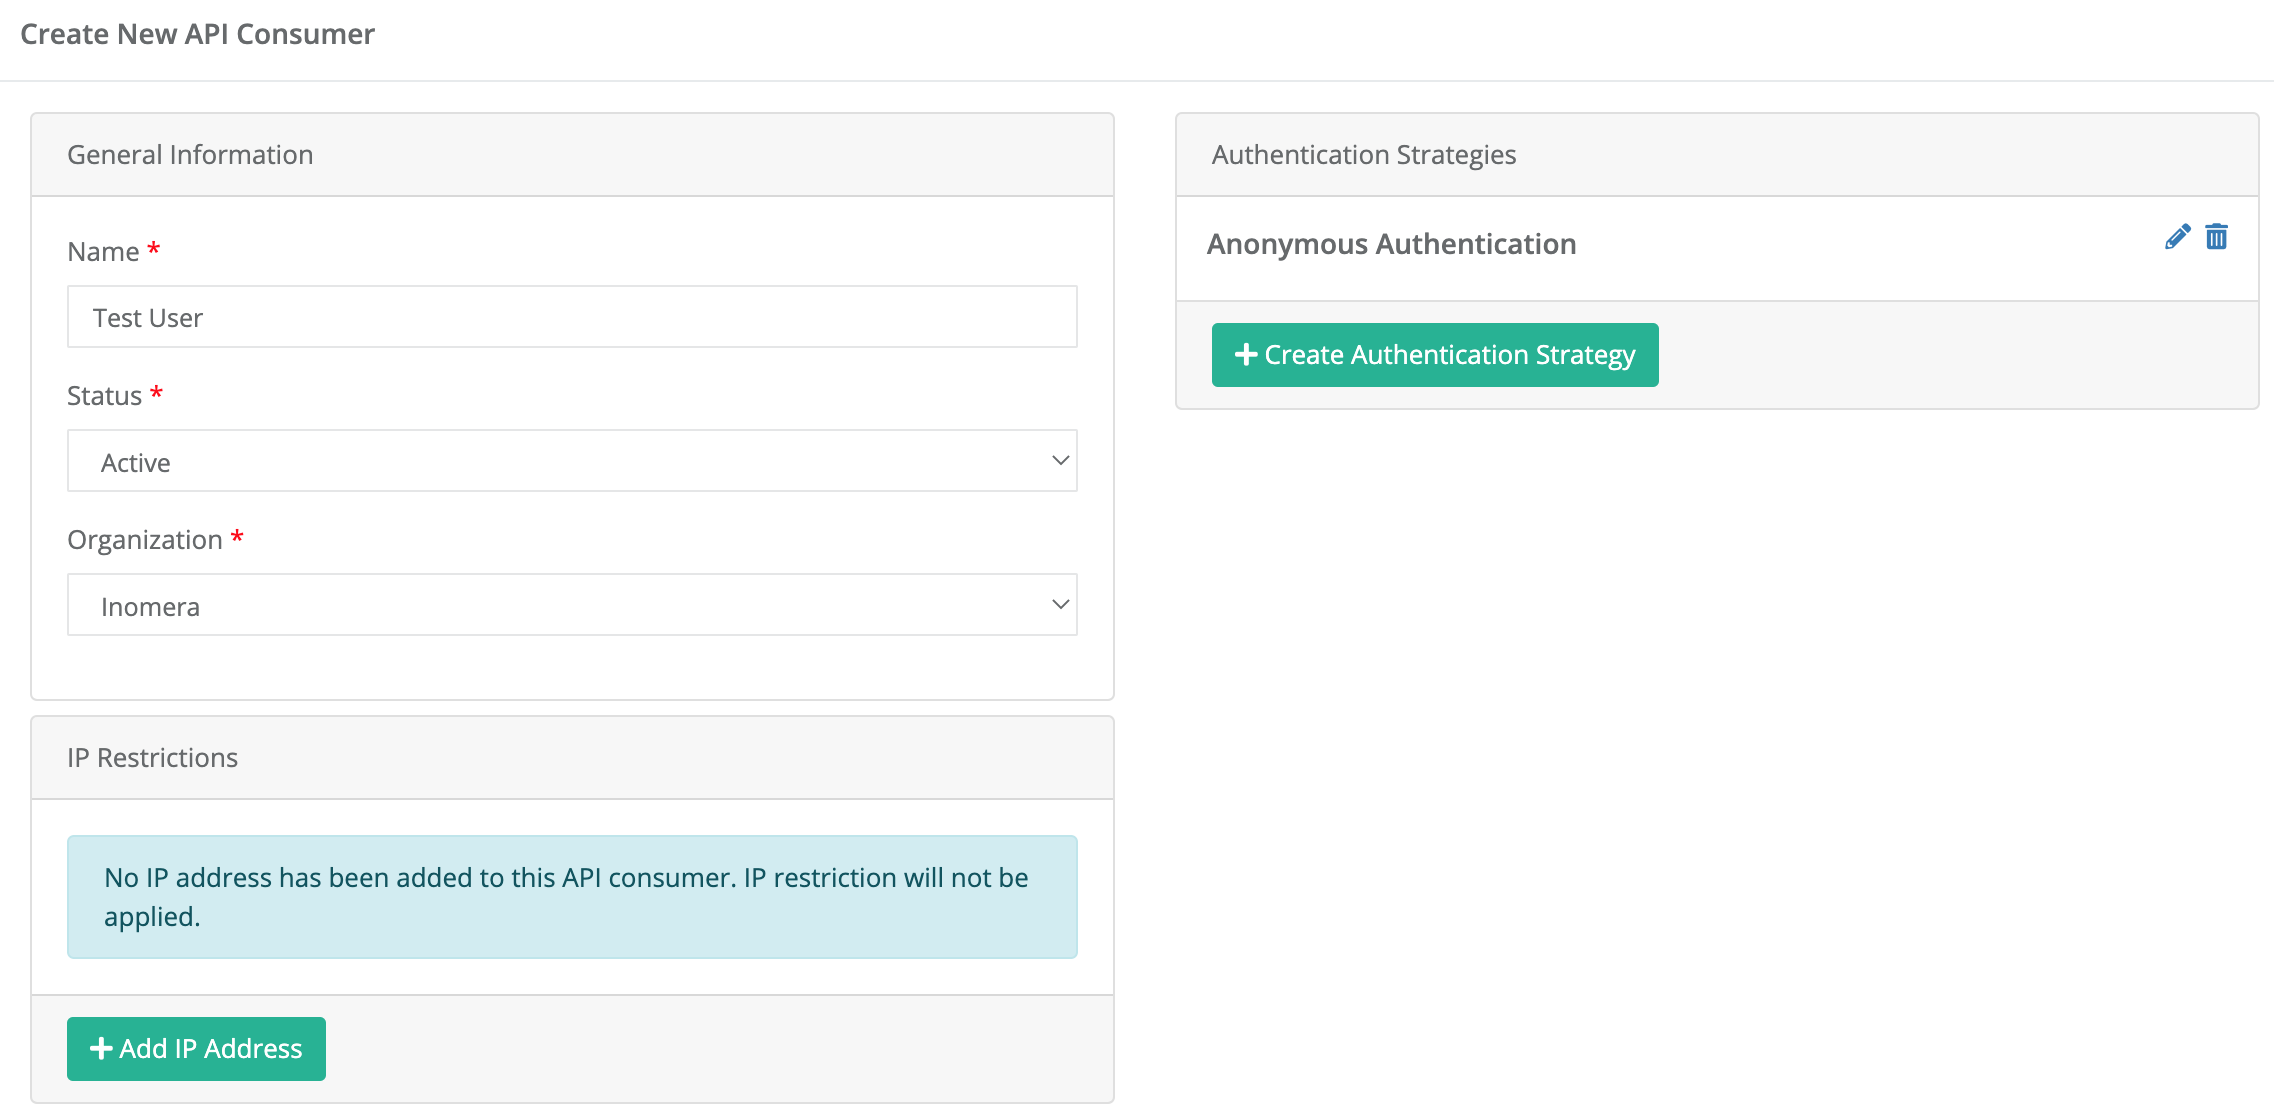 Create New API Consumer
General Information
Name *
Test User
Status *
Active
Organization *
Inomera
IP Restrictions
No IP address has been added to this API consumer. IP restriction will not be
applied.
Add IP Address
Authentication Strategies
Anonymous Authentication
Create Authentication Strategy